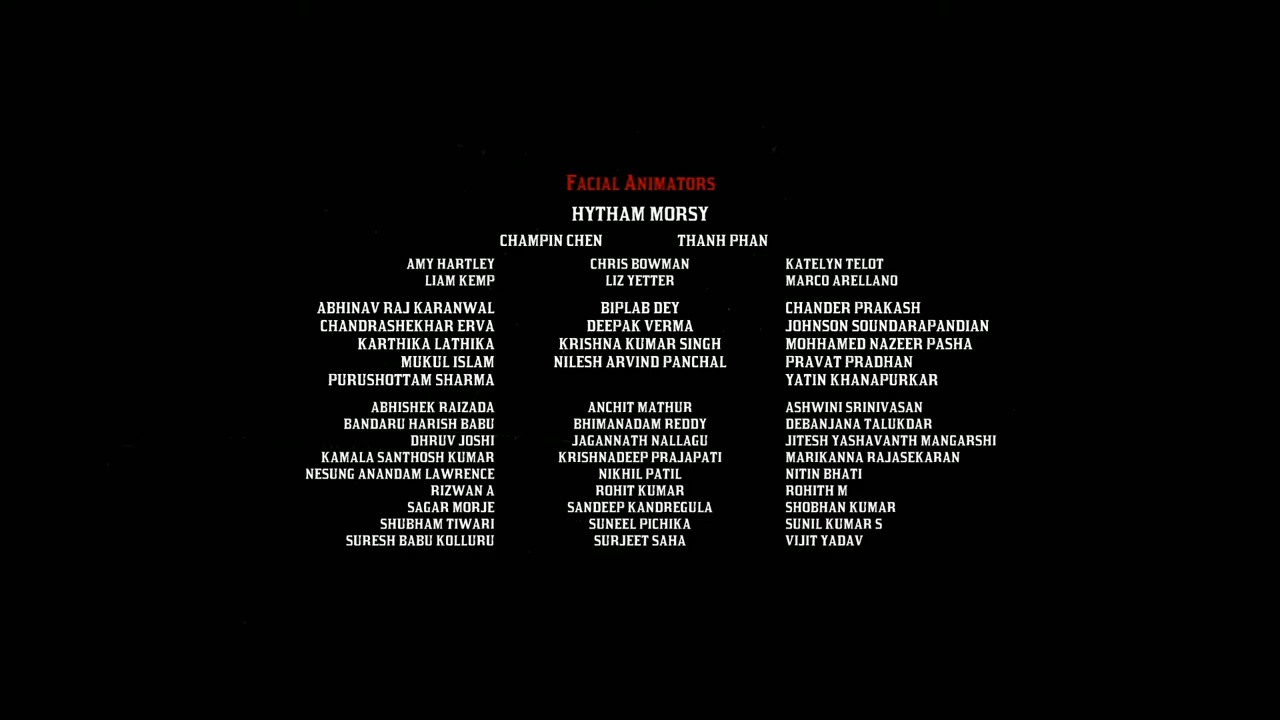 Facial Animators
HYTHAM MORSY
CHAMPIN CHEN THANH PHAN
AMY HARTLEY CHRIS BOWMAN KATELYN TELOT
LIAM KEMP LIZ YETTER MARCO ARELLANO
ABHINAV RAJ KARANWAL BIPLAB DEY CHANDER PRAKASH
CHANDRASHEKHAR ERVA DEEPAK VERMA JOHNSON SOUNDARAPANDIAN
KARTHIKA LATHIKA KRISHNA KUMAR SINGH MOHHAMED NAZEER PASHA
MUKUL ISLAM NILESH ARVIND PANCHAL PRAVAT PRADHAN
PURUSHOTTAM SHARMA YATIN KHANAPURKAR
ABHISHEK RAIZADA ANCHIT MATHUR ASHWINI SRINIVASAN
BANDARU HARISH BABU BHIMANADAM REDDY DEBANJANA TALUKDAR
DHRUV JOSHI JAGANNATH NALLAGU JITESH YASHAVANTH MANGARSHI
KAMALA SANTHOSH KUMAR KRISHNADEEP PRAJAPATI MARIKANNA RAJASEKARAN
NESUNG ANANDAM LAWRENCE NIKHIL PATIL NITIN BHATI
RIZWAN A ROHIT KUMAR ROHITH M
SAGAR MORJE SANDEEP KANDREGULA SHOBHAN KUMAR
SHUBHAM TIWARI SUNEEL PICHIKA SUNIL KUMAR S
SURESH BABU KOLLURU SURJEET SAHA VIJIT YADAV